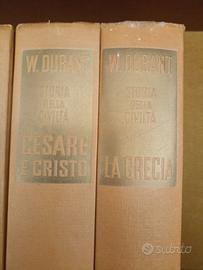 W. DURANT
STORIA
DELLA
CIVILTÀ
CESARE
E CRISTO
W. DURANT
STORIA
DELLA
CIVILTÀ
LA GRECIA
subito